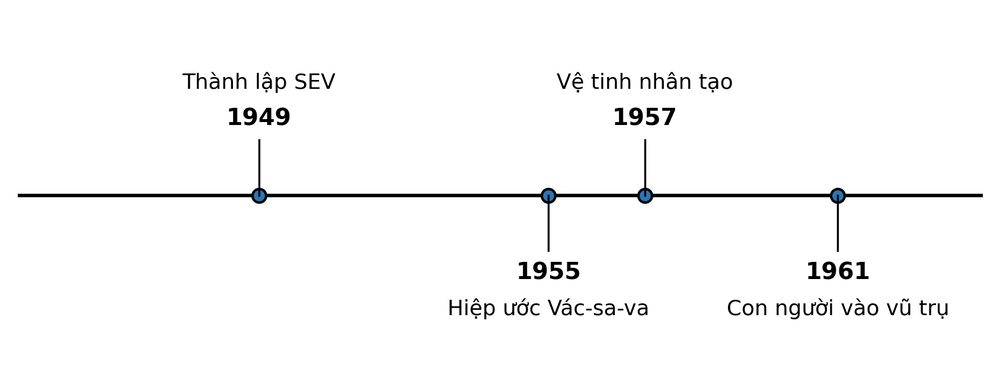 Thành lập SEV
1949
Vệ tinh nhân tạo
1957
1955
Hiệp ước Vác-sa-va
1961
Con người vào vũ trụ